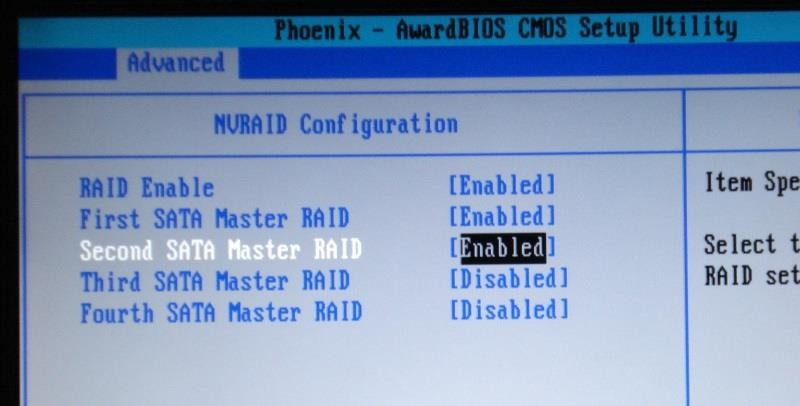 Phoenix - AwardBIOS CMOS Setup Utility
Advanced
NVRAID Configuration
RAID Enable [Enabled]
First SATA Master RAID [Enabled]
Second SATA Master RAID [Enabled]
Third SATA Master RAID [Disabled]
Fourth SATA Master RAID [Disabled]
Item Spe
Select t
RAID set